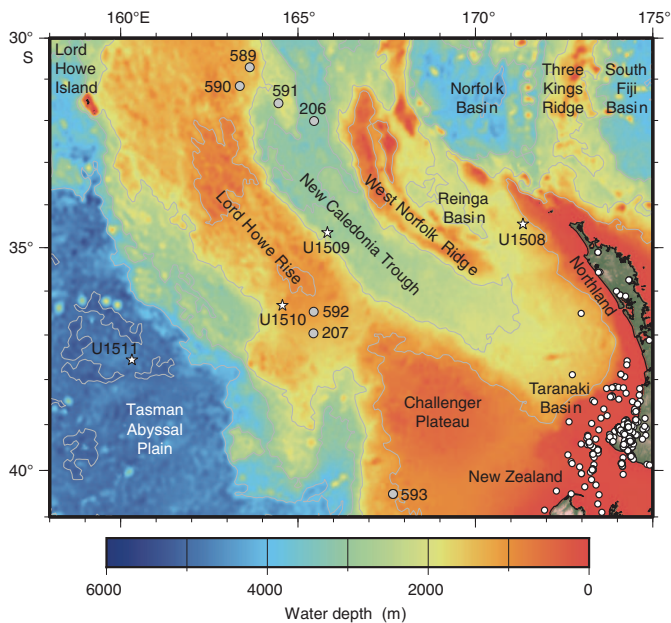 160°E
165°
170°
175°
30°
S
Lord
Howe
Island
589
590
591
206
Norfolk
Basin
Three
Kings
Ridge
South
Fiji
Basin
New Caledonia Trough
West Norfolk Ridge
Reinga
Basin
Lord Howe Rise
35°
U1509
U1508
Northland
U1510
592
207
U1511
Tasman
Abyssal
Plain
Challenger
Plateau
Taranaki
Basin
40°
New Zealand
593
6000
4000
2000
0
Water depth (m)